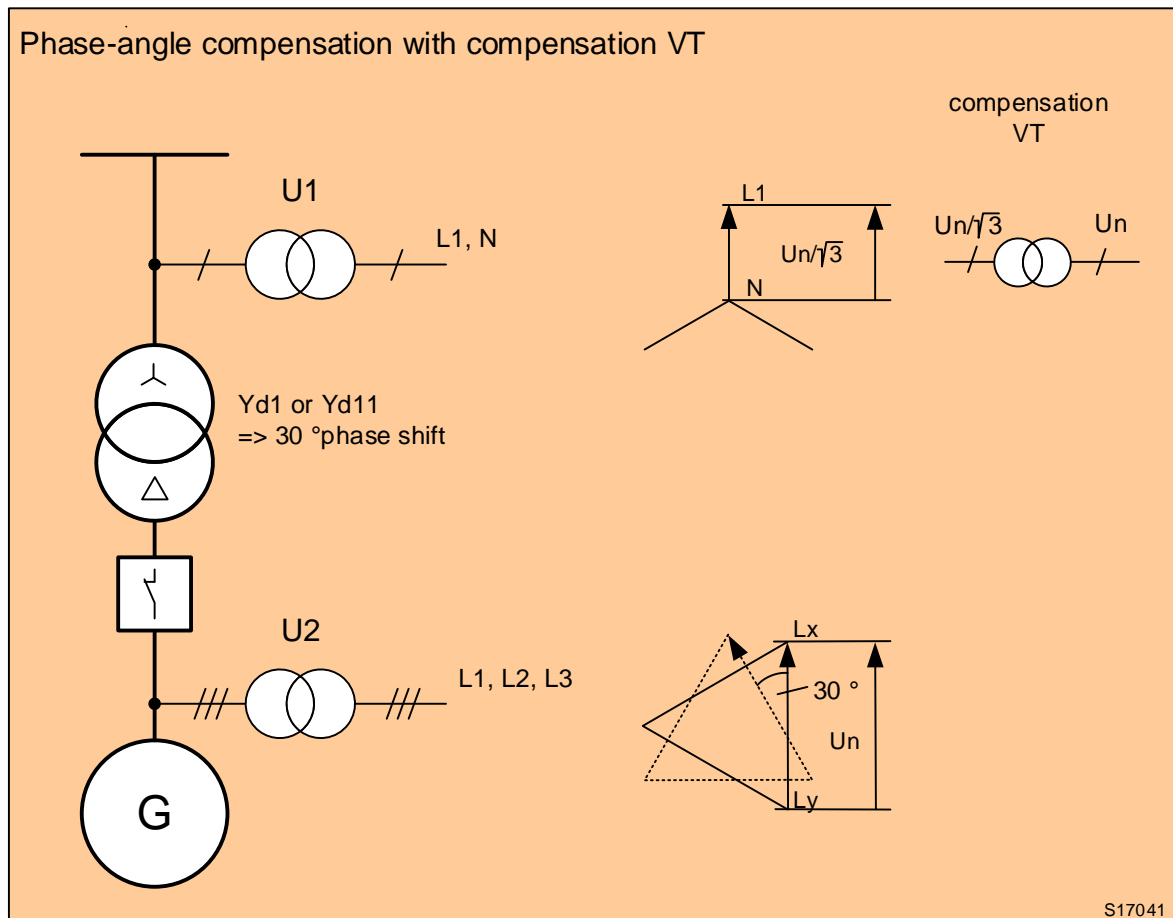 Phase-angle compensation with compensation VT
compensation
VT
U1
L1, N
L1
Un/√3
N
Un/√3
Un
Yd1 or Yd11
=> 30 °phase shift
U2
L1, L2, L3
Lx
30 °
Un
Ly
G
S17041